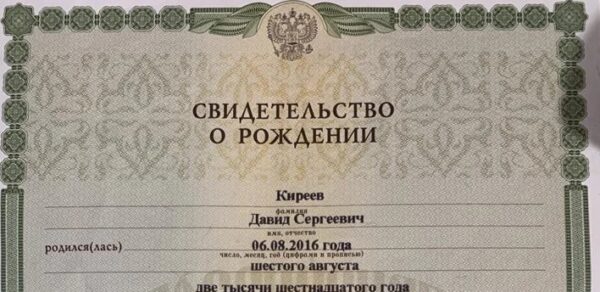 СВИДЕТЕЛЬСТВО
О РОЖДЕНИИ
Киреев
фамилия
Давид Сергеевич
имя, отчество
родился(лась) 06.08.2016 года
число, месяц, год (цифрами и прописью)
шестого августа
две тысячи шестнадцатого года